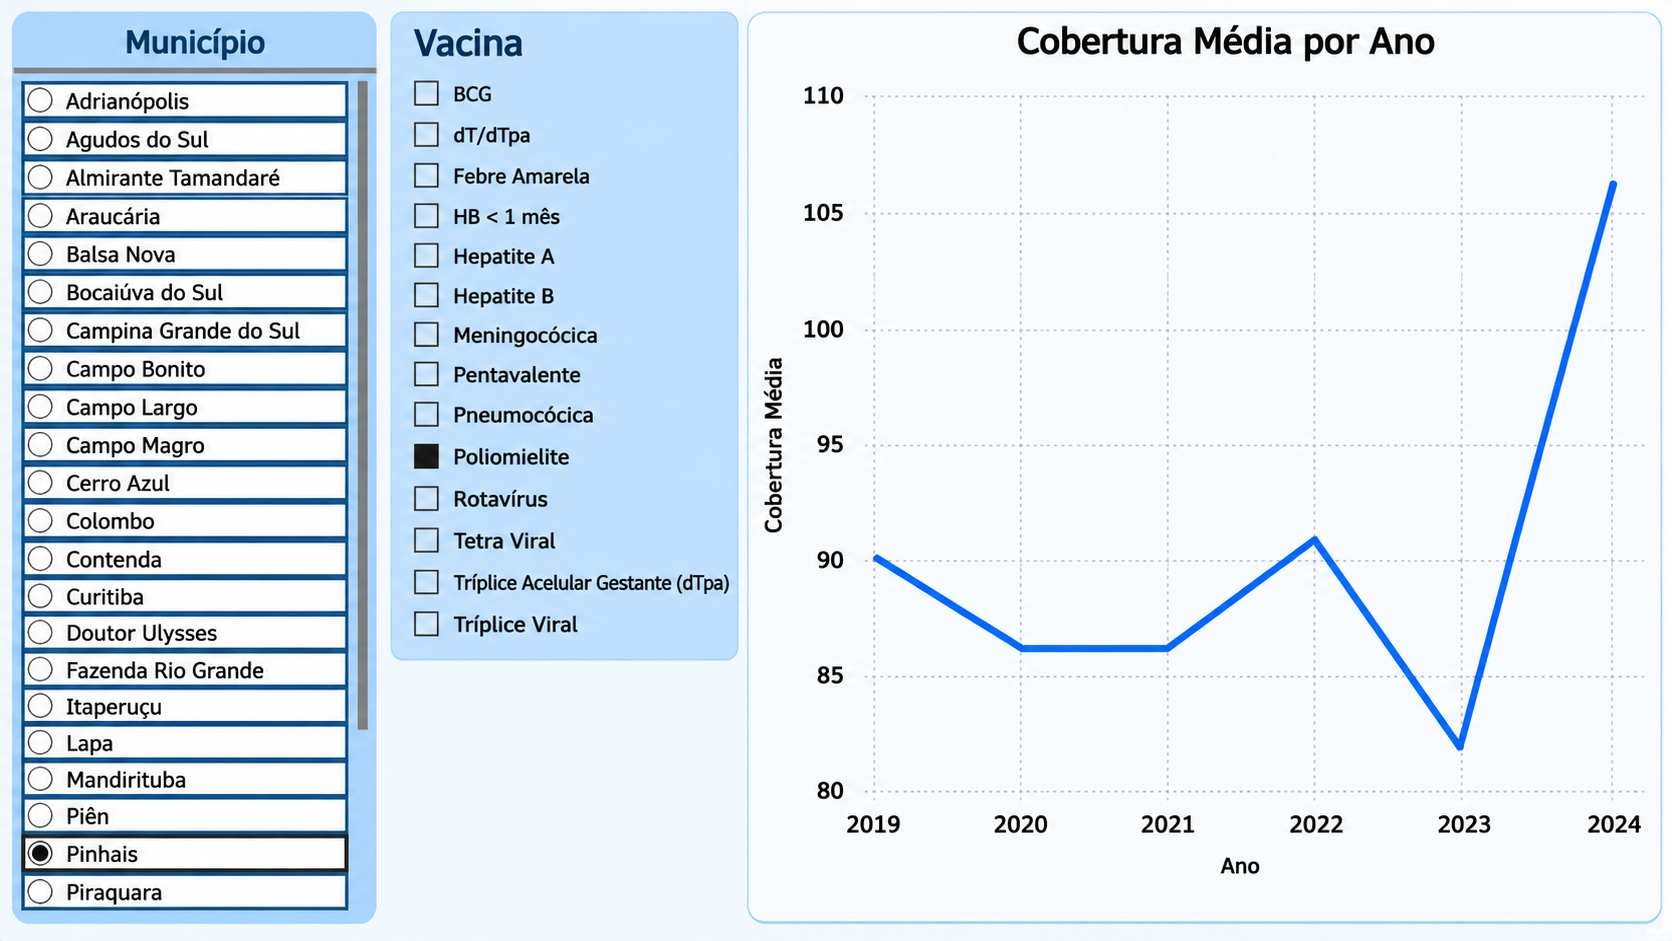 Município
Adrianópolis
Agudos do Sul
Almirante Tamandaré
Araucária
Balsa Nova
Bocaiúva do Sul
Campina Grande do Sul
Campo Bonito
Campo Largo
Campo Magro
Cerro Azul
Colombo
Contenda
Curitiba
Doutor Ulysses
Fazenda Rio Grande
Itaperuçu
Lapa
Mandirituba
Piên
Pinhais
Piraquara
Vacina
BCG
dT/dTpa
Febre Amarela
HB < 1 mês
Hepatite A
Hepatite B
Meningocócica
Pentavalente
Pneumocócica
Poliomielite
Rotavírus
Tetra Viral
Tríplice Acelular Gestante (dTpa)
Tríplice Viral
Cobertura Média por Ano
Cobertura Média
110
105
100
95
90
85
80
2019 2020 2021 2022 2023 2024
Ano